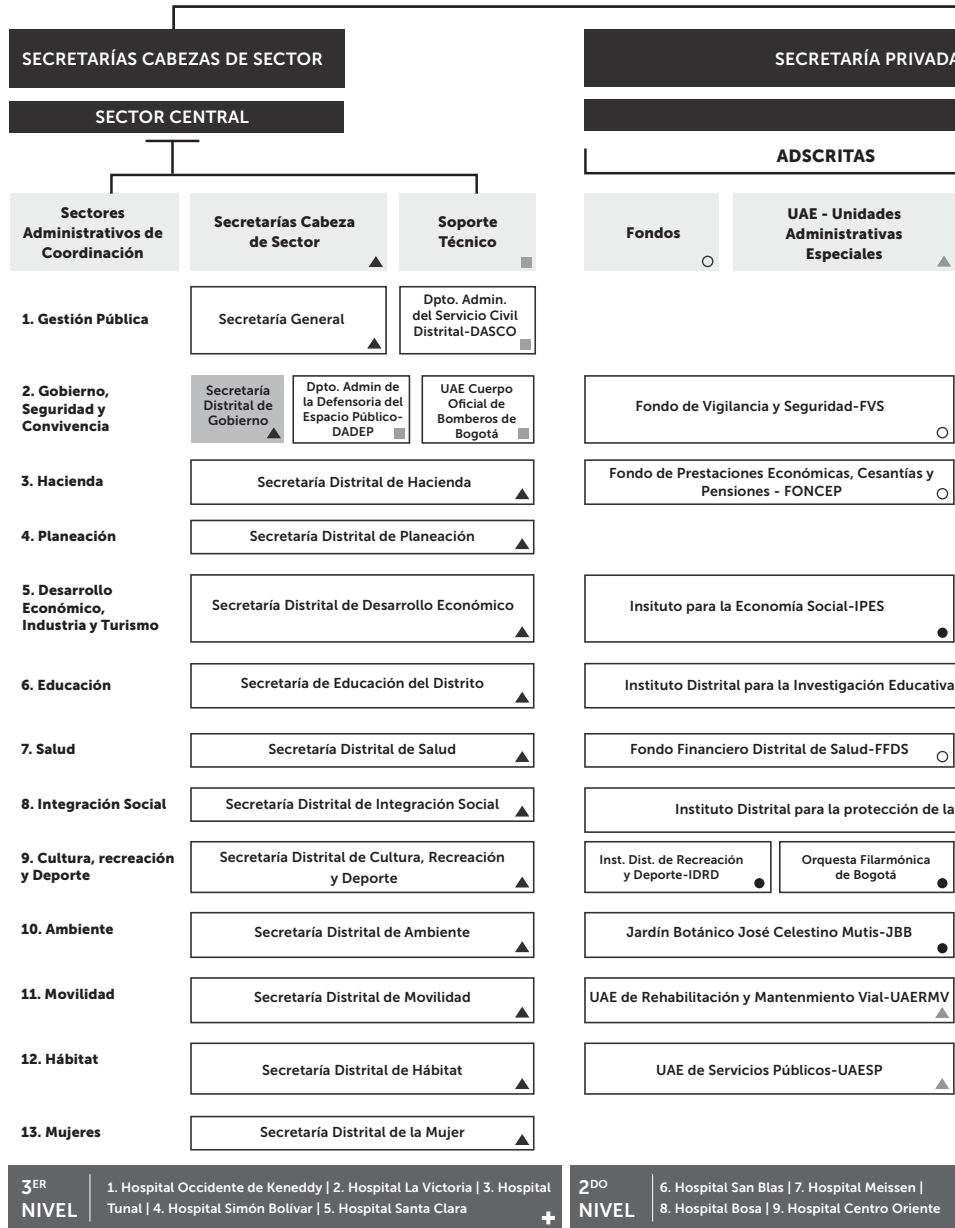 SECRETARÍAS CABEZAS DE SECTOR
SECRETARÍA PRIVADA
SECTOR CENTRAL
ADSCRITAS
Sectores
Administrativos de
Coordinación
Secretarías Cabeza
de Sector
Soporte
Técnico
Fondos
UAE - Unidades
Administrativas
Especiales
1. Gestión Pública
Secretaría General
Dpto. Admin.
del Servicio Civil
Distrital-DASCO
2. Gobierno,
Seguridad y
Convivencia
Secretaría
Distrital de
Gobierno
Dpto. Admin de
la Defensoria del
Espacio Público-
DADEP
UAE Cuerpo
Oficial de
Bomberos de
Bogotá
Fondo de Vigilancia y Seguridad-FVS
3. Hacienda
Secretaría Distrital de Hacienda
Fondo de Prestaciones Económicas, Cesantías y
Pensiones - FONCEP
4. Planeación
Secretaría Distrital de Planeación
5. Desarrollo
Económico,
Industria y Turismo
Secretaría Distrital de Desarrollo Económico
Insituto para la Economía Social-IPES
6. Educación
Secretaría de Educación del Distrito
Instituto Distrital para la Investigación Educativa
7. Salud
Secretaría Distrital de Salud
Fondo Financiero Distrital de Salud-FFDS
8. Integración Social
Secretaría Distrital de Integración Social
Instituto Distrital para la protección de la
9. Cultura, recreación
y Deporte
Secretaría Distrital de Cultura, Recreación
y Deporte
Inst. Dist. de Recreación
y Deporte-IDRD
Orquesta Filarmónica
de Bogotá
10. Ambiente
Secretaría Distrital de Ambiente
Jardín Botánico José Celestino Mutis-JBB
11. Movilidad
Secretaría Distrital de Movilidad
UAE de Rehabilitación y Mantenmiento Vial-UAERMV
12. Hábitat
Secretaría Distrital de Hábitat
UAE de Servicios Públicos-UAESP
13. Mujeres
Secretaría Distrital de la Mujer
3ER
NIVEL
1. Hospital Occidente de Keneddy | 2. Hospital La Victoria | 3. Hospital
Tunal | 4. Hospital Simón Bolívar | 5. Hospital Santa Clara
2DO
NIVEL
6. Hospital San Blas | 7. Hospital Meissen |
8. Hospital Bosa | 9. Hospital Centro Oriente